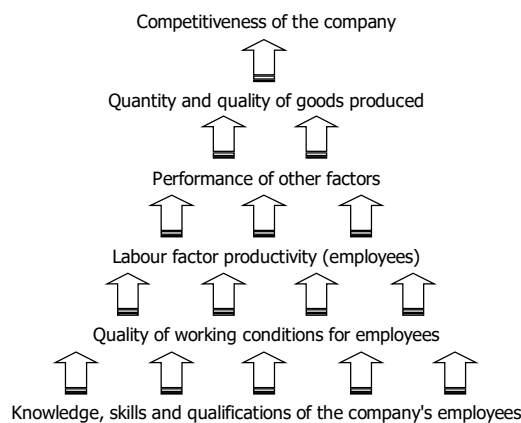 Competitiveness of the company
Quantity and quality of goods produced
Performance of other factors
Labour factor productivity (employees)
Quality of working conditions for employees
Knowledge, skills and qualifications of the company's employees